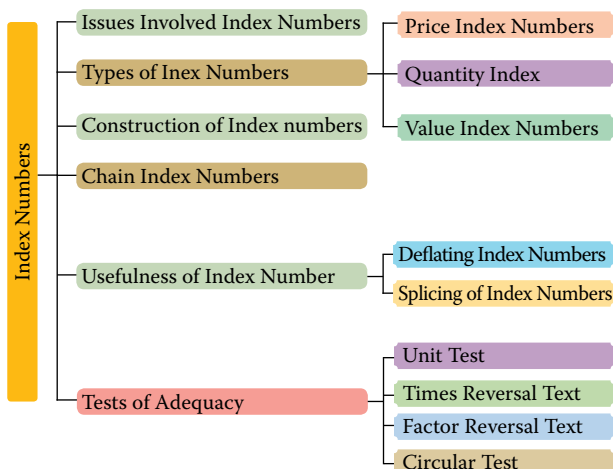 Index Numbers
Issues Involved Index Numbers
Types of Inex Numbers
Price Index Numbers
Quantity Index
Value Index Numbers
Construction of Index numbers
Chain Index Numbers
Usefulness of Index Number
Deflating Index Numbers
Splicing of Index Numbers
Tests of Adequacy
Unit Test
Times Reversal Text
Factor Reversal Text
Circular Test